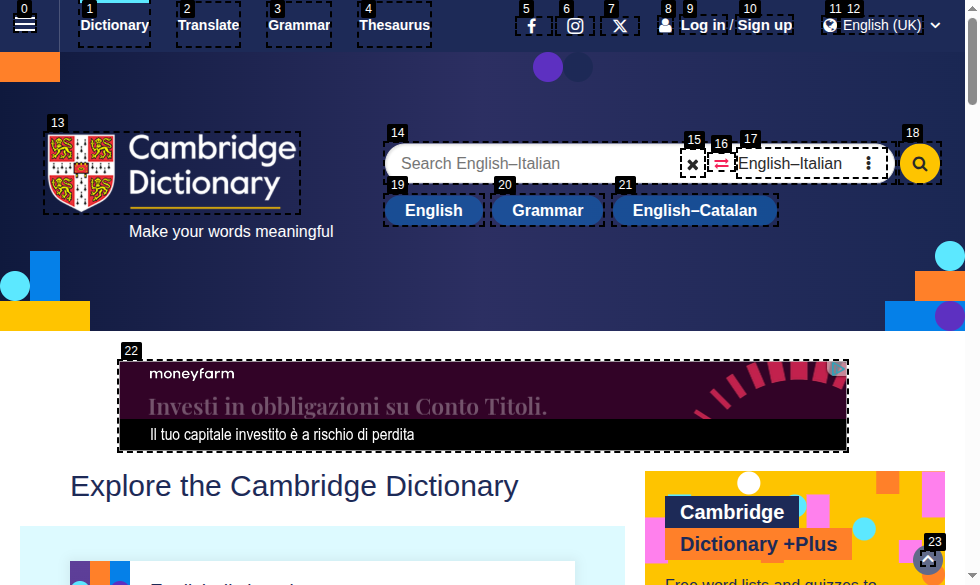 Dictionary
Translate
Grammar
Thesaurus
Log in / Sign up
English (UK)
0
1
2
3
4
5
6
7
8
9
10
11
12
13
Cambridge
Dictionary
Make your words meaningful
14
Search English–Italian
15
16
17
English–Italian
18
19
English
20
Grammar
21
English–Catalan
22
moneyfarm
Investi in obbligazioni su Conto Titoli.
Il tuo capitale investito è a rischio di perdita
Explore the Cambridge Dictionary
Cambridge
Dictionary +Plus
23
Free word lists and quizzes to